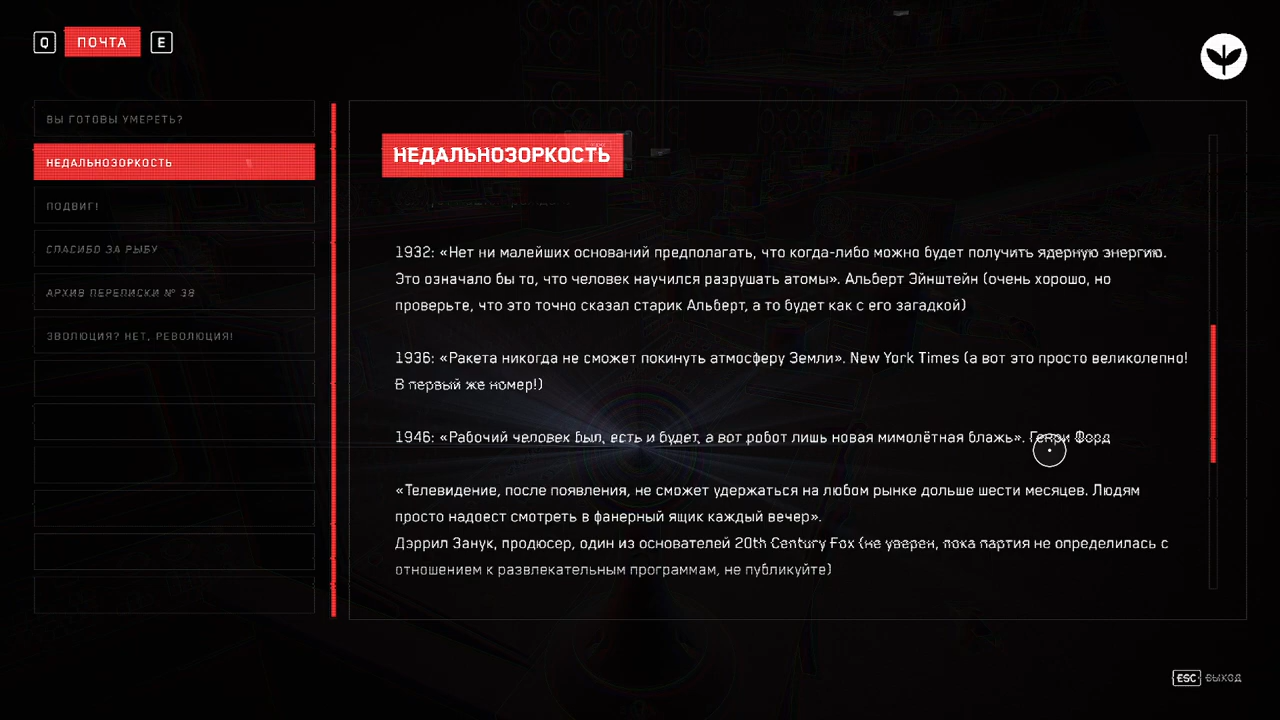 Q ПОЧТА E
ВЫ ГОТОВЫ УМЕРЕТЬ?
НЕДАЛЬНОЗОРКОСТЬ
ПОДВИГ!
СПАСИБО ЗА РЫБУ
АРХИВ ПЕРЕПИСКИ № 38
ЭВОЛЮЦИЯ? НЕТ, РЕВОЛЮЦИЯ!
НЕДАЛЬНОЗОРКОСТЬ
1932: «Нет ни малейших оснований предполагать, что когда-либо можно будет получить ядерную энергию.
Это означало бы то, что человек научился разрушать атомы». Альберт Эйнштейн (очень хорошо, но
проверьте, что это точно сказал старик Альберт, а то будет как с его загадкой)
1936: «Ракета никогда не сможет покинуть атмосферу Земли». New York Times (а вот это просто великолепно!
В первый же номер!)
1946: «Рабочий человек был, есть и будет, а вот робот лишь новая мимолётная блажь». Генри Форд
«Телевидение, после появления, не сможет удержаться на любом рынке дольше шести месяцев. Людям
просто надоест смотреть в фанерный ящик каждый вечер».
Дэррил Занук, продюсер, один из основателей 20th Century Fox (не уверен, пока партия не определилась с
отношением к развлекательным программам, не публикуйте)
ESC ВЫХОД